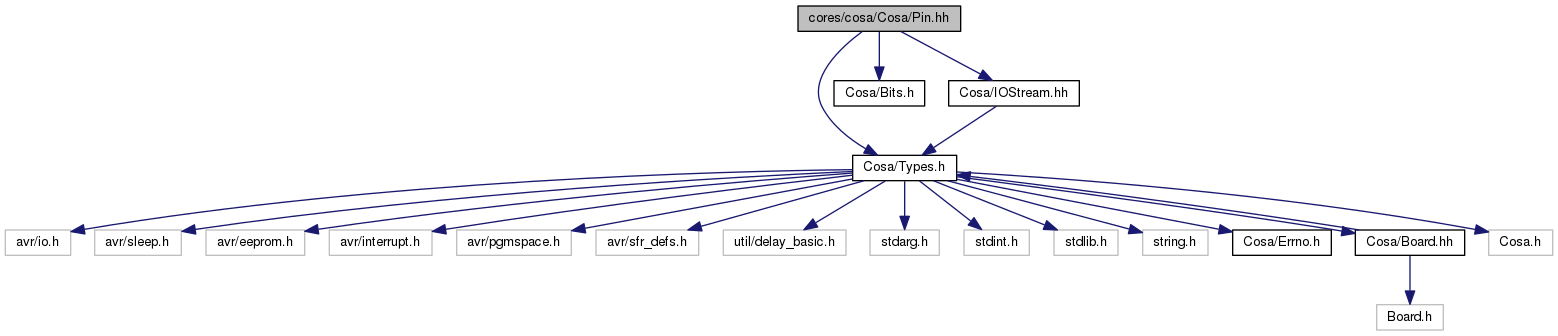 cores/cosa/Cosa/Pin.hh
Cosa/Bits.h
Cosa/IOStream.hh
Cosa/Types.h
avr/io.h
avr/sleep.h
avr/eeprom.h
avr/interrupt.h
avr/pgmspace.h
avr/sfr_defs.h
util/delay_basic.h
stdarg.h
stdint.h
stdlib.h
string.h
Cosa/Errno.h
Cosa/Board.hh
Cosa.h
Board.h